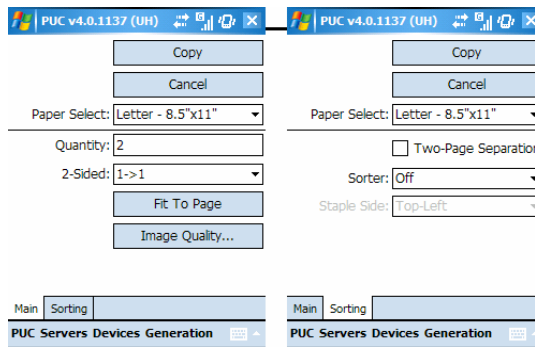 PUC v4.0.1137 (UH)
Copy
Cancel
Paper Select: Letter - 8.5"x11"
Quantity: 2
2-Sided: 1->1
Fit To Page
Image Quality...
Main Sorting
PUC Servers Devices Generation
PUC v4.0.1137 (UH)
Copy
Cancel
Paper Select: Letter - 8.5"x11"
Two-Page Separation
Sorter: Off
Staple Side: Top-Left
Main Sorting
PUC Servers Devices Generation